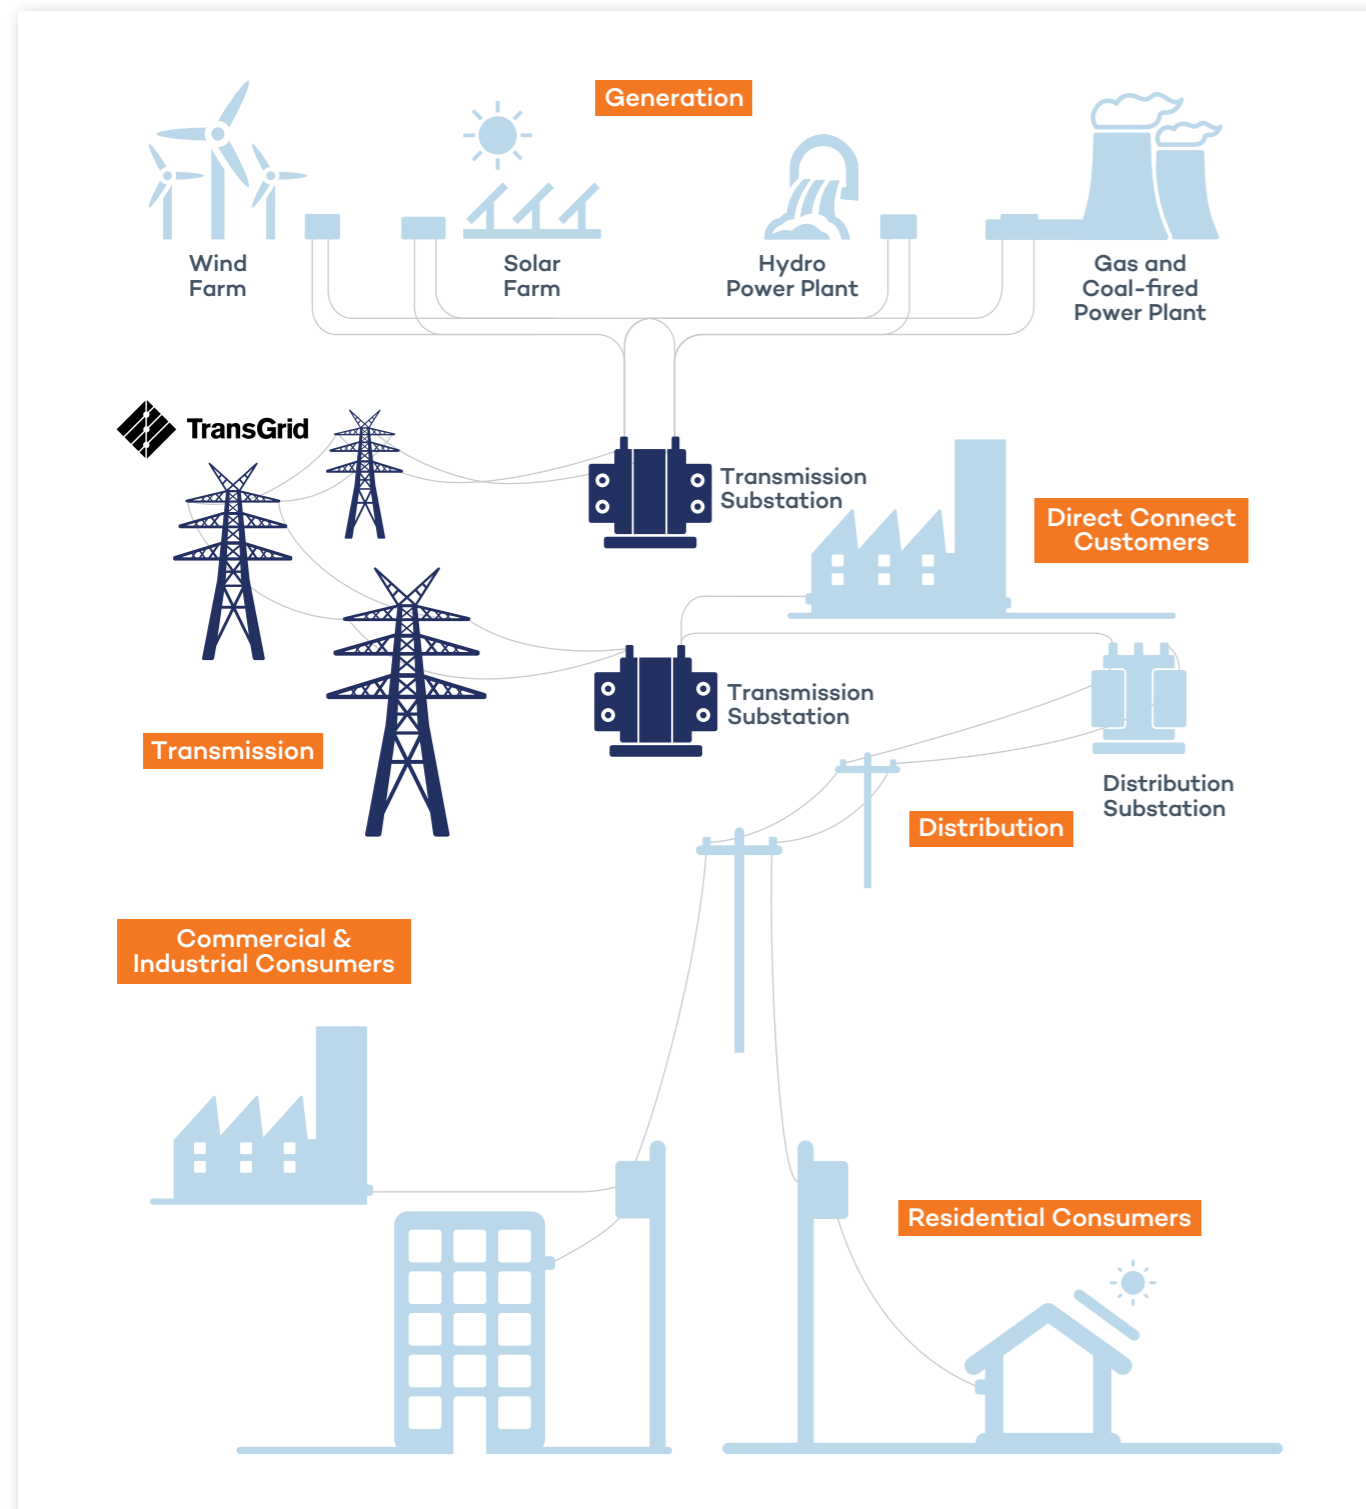 Generation
Wind
Farm
Solar
Farm
Hydro
Power Plant
Gas and
Coal-fired
Power Plant
TransGrid
Transmission
Substation
Direct Connect
Customers
Transmission
Substation
Transmission
Distribution
Substation
Distribution
Commercial &
Industrial Consumers
Residential Consumers